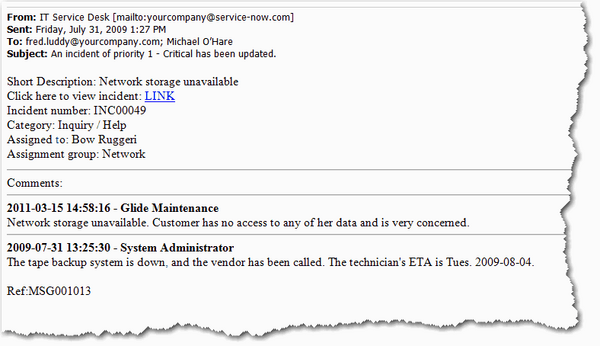 From: IT Service Desk [mailto:yourcompany@service-now.com]
Sent: Friday, July 31, 2009 1:27 PM
To: fred.luddy@yourcompany.com; Michael O'Hare
Subject: An incident of priority 1 - Critical has been updated.
Short Description: Network storage unavailable
Click here to view incident: LINK
Incident number: INC00049
Category: Inquiry / Help
Assigned to: Bow Ruggeri
Assignment group: Network
Comments:
2011-03-15 14:58:16 - Glide Maintenance
Network storage unavailable. Customer has no access to any of her data and is very concerned.
2009-07-31 13:25:30 - System Administrator
The tape backup system is down, and the vendor has been called. The technician's ETA is Tues. 2009-08-04.
Ref:MSG001013